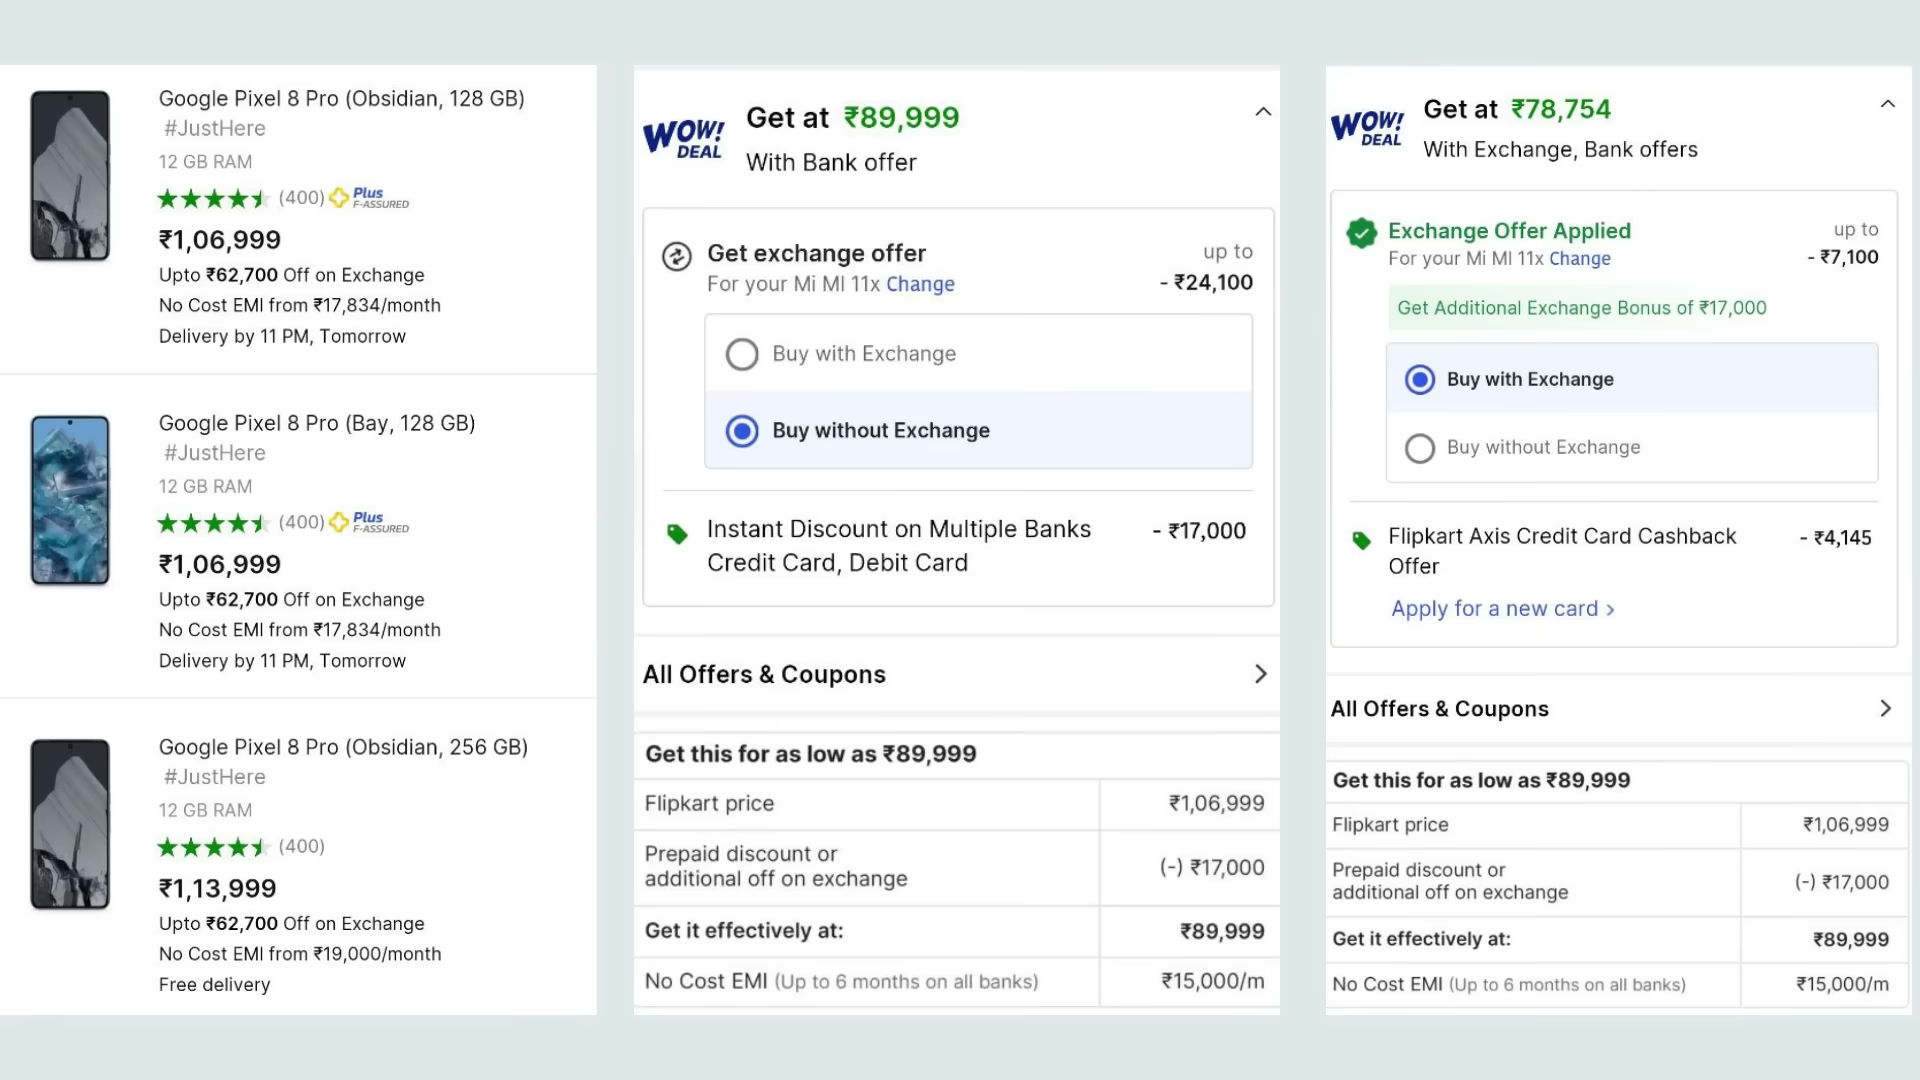 Google Pixel 8 Pro (Obsidian, 128 GB)
#JustHere
12 GB RAM
(400) Plus F-ASSURED
₹1,06,999
Upto ₹62,700 Off on Exchange
No Cost EMI from ₹17,834/month
Delivery by 11 PM, Tomorrow
Google Pixel 8 Pro (Bay, 128 GB)
#JustHere
12 GB RAM
(400) Plus F-ASSURED
₹1,06,999
Upto ₹62,700 Off on Exchange
No Cost EMI from ₹17,834/month
Delivery by 11 PM, Tomorrow
Google Pixel 8 Pro (Obsidian, 256 GB)
#JustHere
12 GB RAM
(400)
₹1,13,999
Upto ₹62,700 Off on Exchange
No Cost EMI from ₹19,000/month
Free delivery
WOW!
DEAL
Get at ₹89,999
With Bank offer
Get exchange offer up to
For your Mi MI 11x Change - ₹24,100
Buy with Exchange
Buy without Exchange
Instant Discount on Multiple Banks - ₹17,000
Credit Card, Debit Card
All Offers & Coupons
Get this for as low as ₹89,999
Flipkart price ₹1,06,999
Prepaid discount or
additional off on exchange (-) ₹17,000
Get it effectively at: ₹89,999
No Cost EMI (Up to 6 months on all banks) ₹15,000/m
WOW!
DEAL
Get at ₹78,754
With Exchange, Bank offers
Exchange Offer Applied up to
For your Mi MI 11x Change - ₹7,100
Get Additional Exchange Bonus of ₹17,000
Buy with Exchange
Buy without Exchange
Flipkart Axis Credit Card Cashback - ₹4,145
Offer
Apply for a new card
All Offers & Coupons
Get this for as low as ₹89,999
Flipkart price ₹1,06,999
Prepaid discount or
additional off on exchange (-) ₹17,000
Get it effectively at: ₹89,999
No Cost EMI (Up to 6 months on all banks) ₹15,000/m